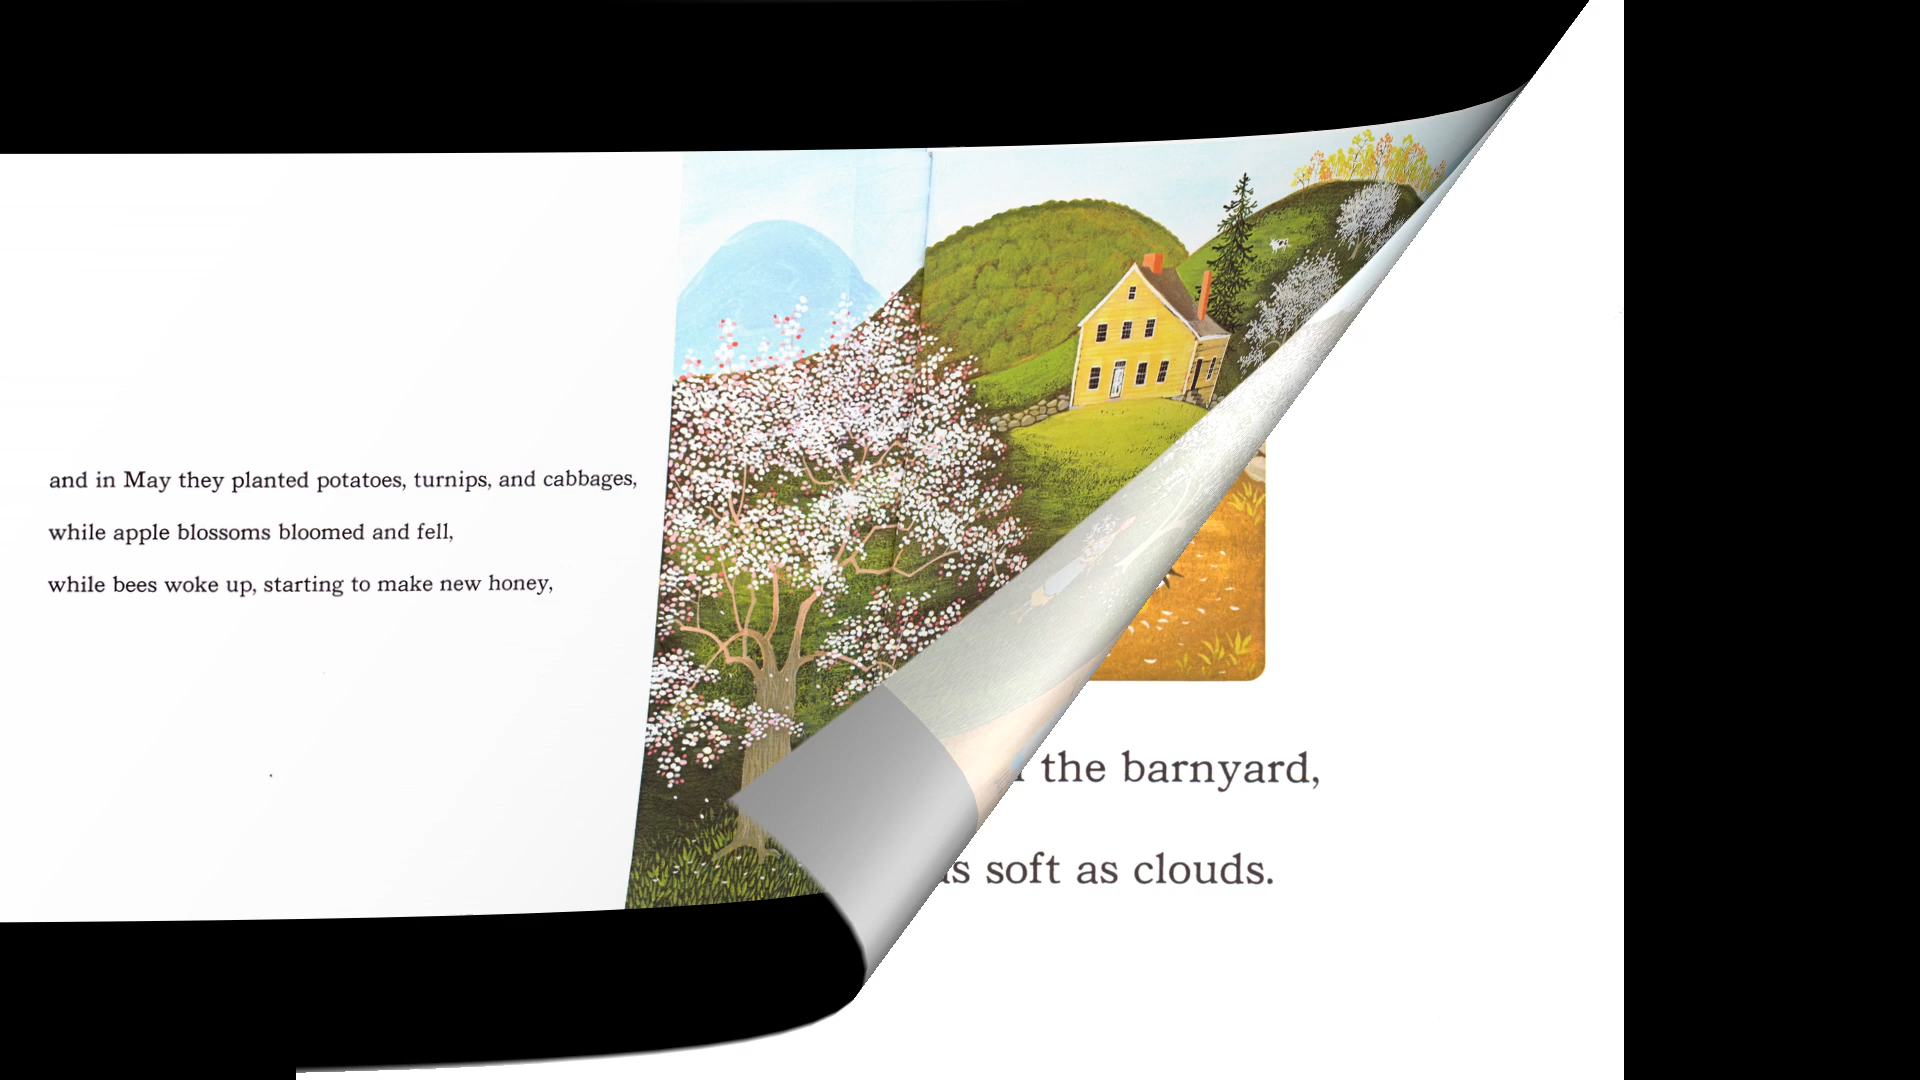 and in May they planted potatoes, turnips, and cabbages,
while apple blossoms bloomed and fell,
while bees woke up, starting to make new honey,
the barnyard,
soft as clouds.